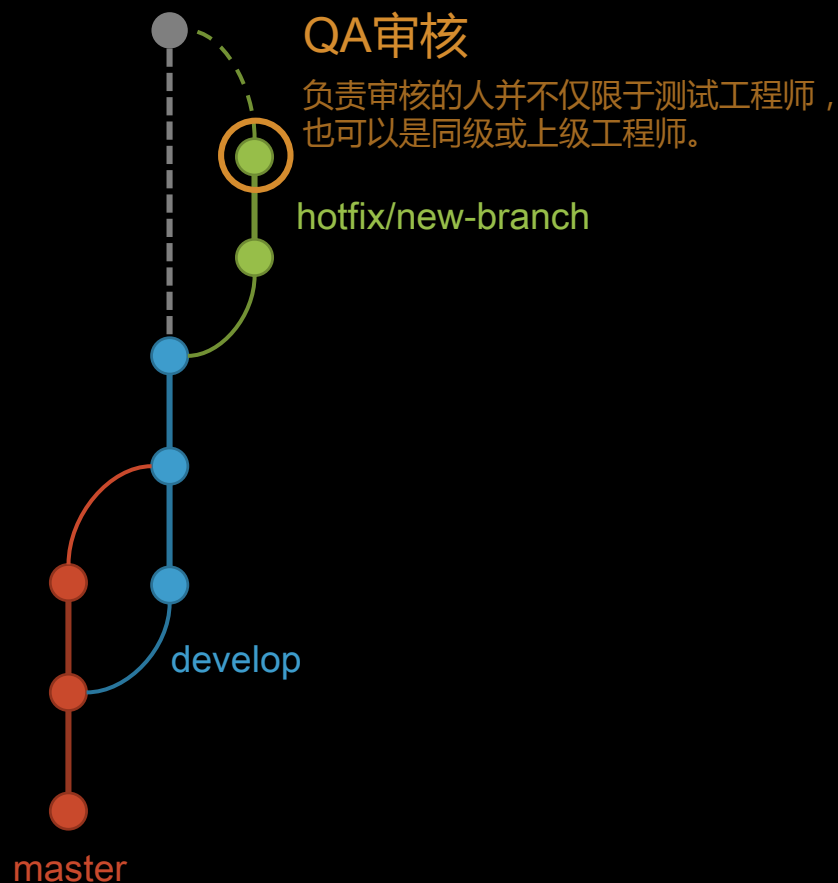 QA审核
负责审核的人并不仅限于测试工程师，
也可以是同级或上级工程师。
hotfix/new-branch
develop
master